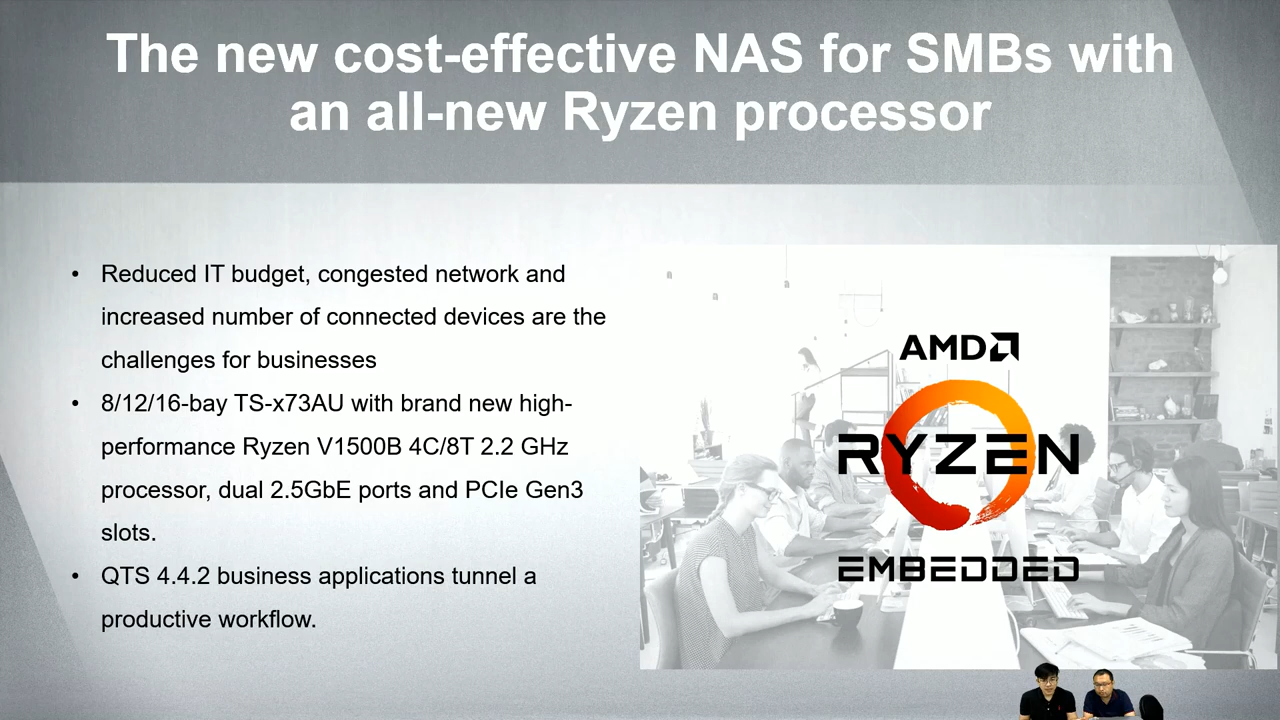 The new cost-effective NAS for SMBs with
an all-new Ryzen processor
• Reduced IT budget, congested network and
increased number of connected devices are the
challenges for businesses
• 8/12/16-bay TS-x73AU with brand new high-
performance Ryzen V1500B 4C/8T 2.2 GHz
processor, dual 2.5GbE ports and PCIe Gen3
slots.
• QTS 4.4.2 business applications tunnel a
productive workflow.
AMD
RYZEN
EMBEDDED